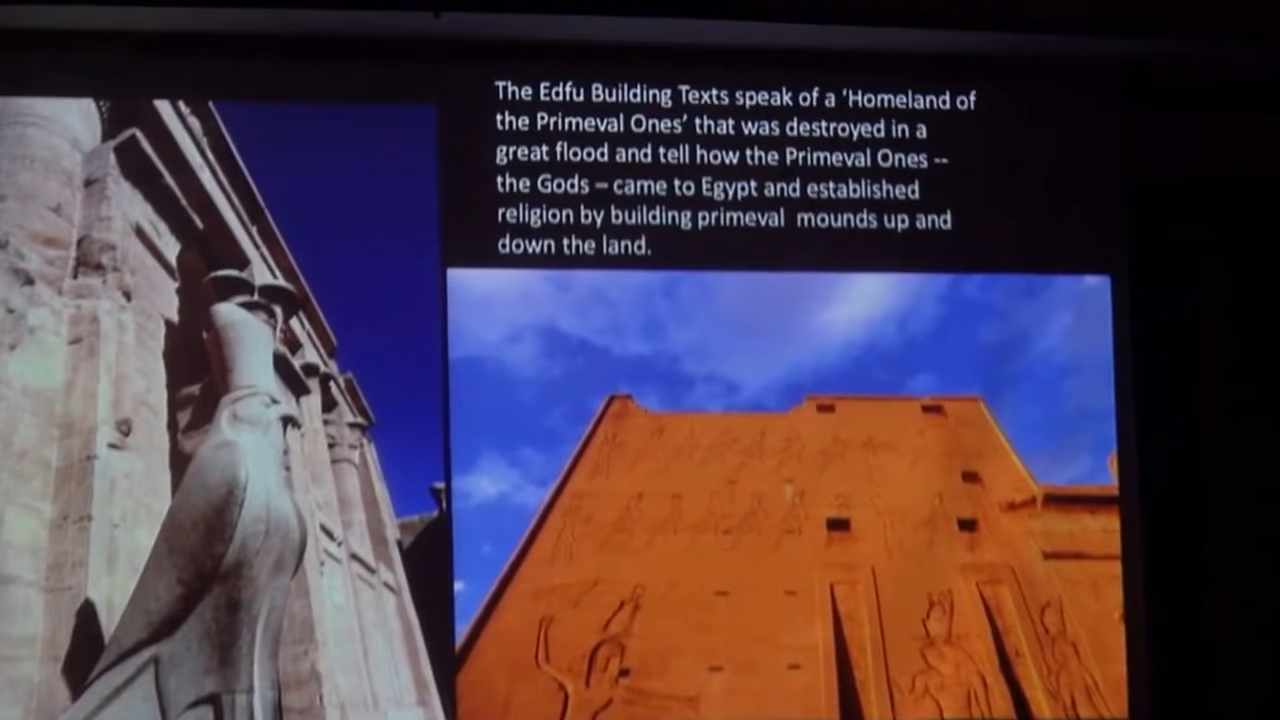 The Edfu Building Texts speak of a ‘Homeland of
the Primeval Ones’ that was destroyed in a
great flood and tell how the Primeval Ones --
the Gods – came to Egypt and established
religion by building primeval  mounds up and
down the land.